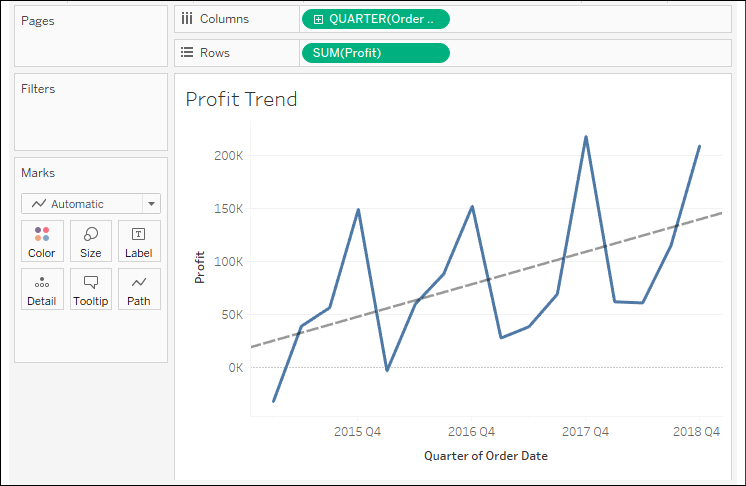 Pages
Columns
QUARTER(Order ..
Rows
SUM(Profit)
Filters
Marks
Automatic
Color
Size
Label
Detail
Tooltip
Path
Profit Trend
200K
150K
100K
50K
0K
Profit
2015 Q4
2016 Q4
2017 Q4
2018 Q4
Quarter of Order Date